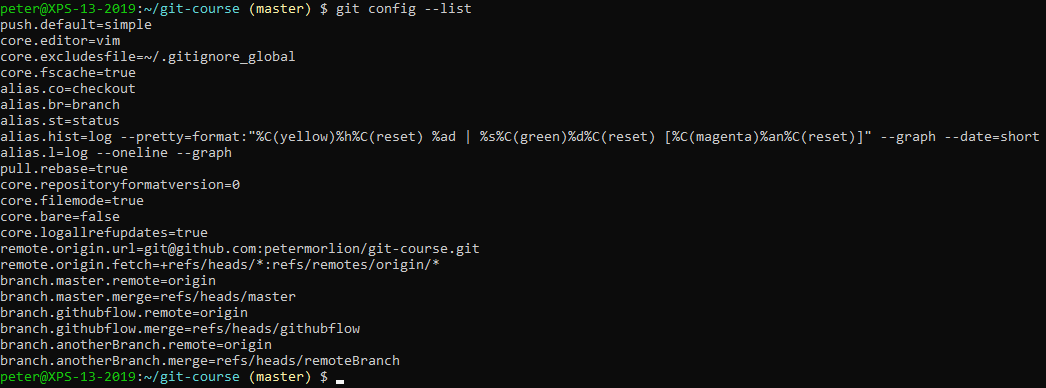 peter@XPS-13-2019:~/git-course (master) $ git config --list
push.default=simple
core.editor=vim
core.excludesfile=~/.gitignore_global
core.fscache=true
alias.co=checkout
alias.br=branch
alias.st=status
alias.hist=log --pretty=format:"%C(yellow)%h%C(reset) %ad | %s%C(green)%d%C(reset) [%C(magenta)%an%C(reset)]" --graph --date=short
alias.l=log --oneline --graph
pull.rebase=true
core.repositoryformatversion=0
core.filemode=true
core.bare=false
core.logallrefupdates=true
remote.origin.url=git@github.com:petermorlion/git-course.git
remote.origin.fetch=+refs/heads/*:refs/remotes/origin/*
branch.master.remote=origin
branch.master.merge=refs/heads/master
branch.githubflow.remote=origin
branch.githubflow.merge=refs/heads/githubflow
branch.anotherBranch.remote=origin
branch.anotherBranch.merge=refs/heads/remoteBranch
peter@XPS-13-2019:~/git-course (master) $